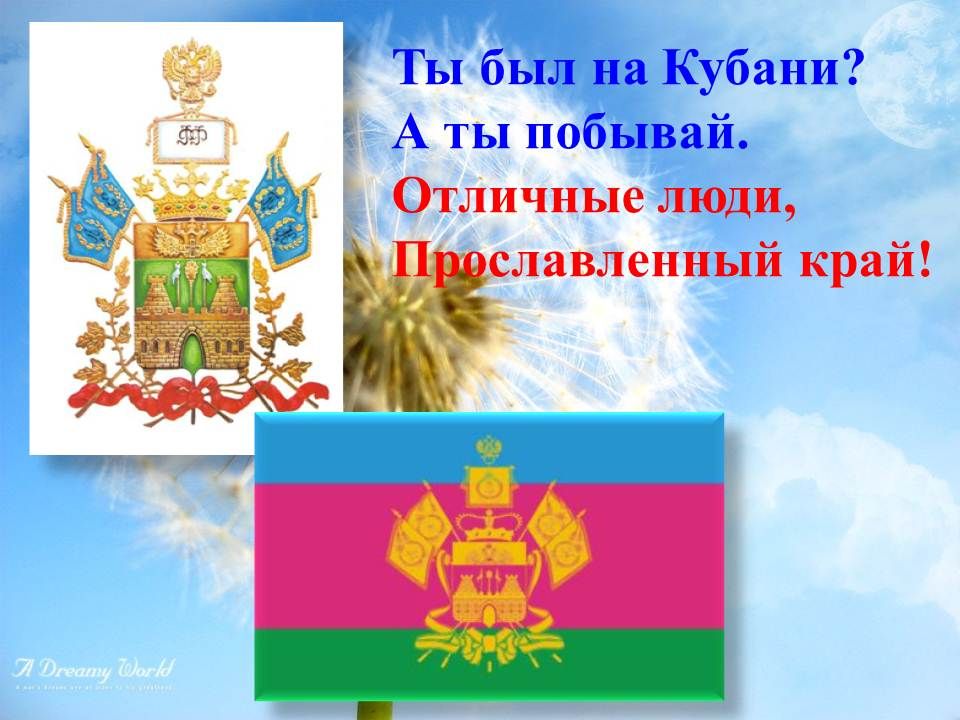 Ты был на Кубани?
А ты побывай.
Отличные люди,
Прославленный край!
A Dreamy World